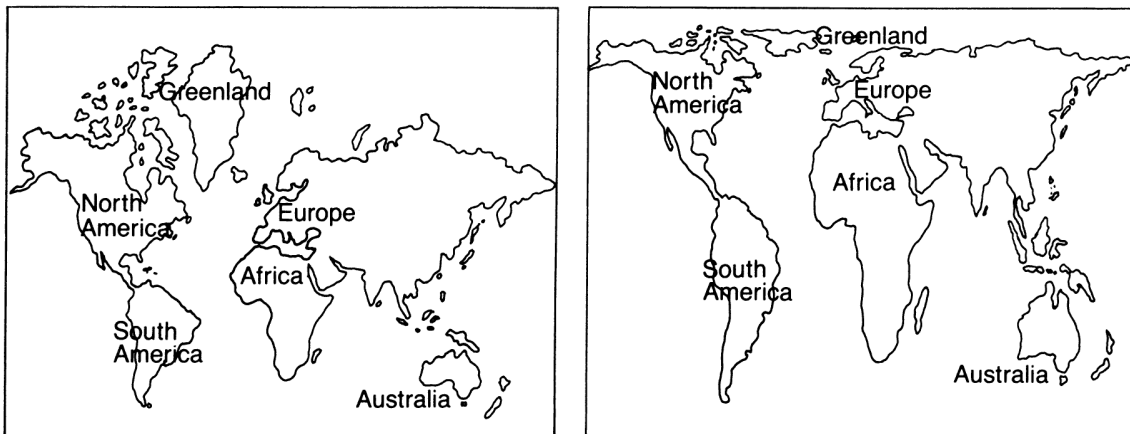 Greenland
North
America
Europe
Africa
South
America
Australia
Greenland
North
America
Europe
Africa
South
America
Australia